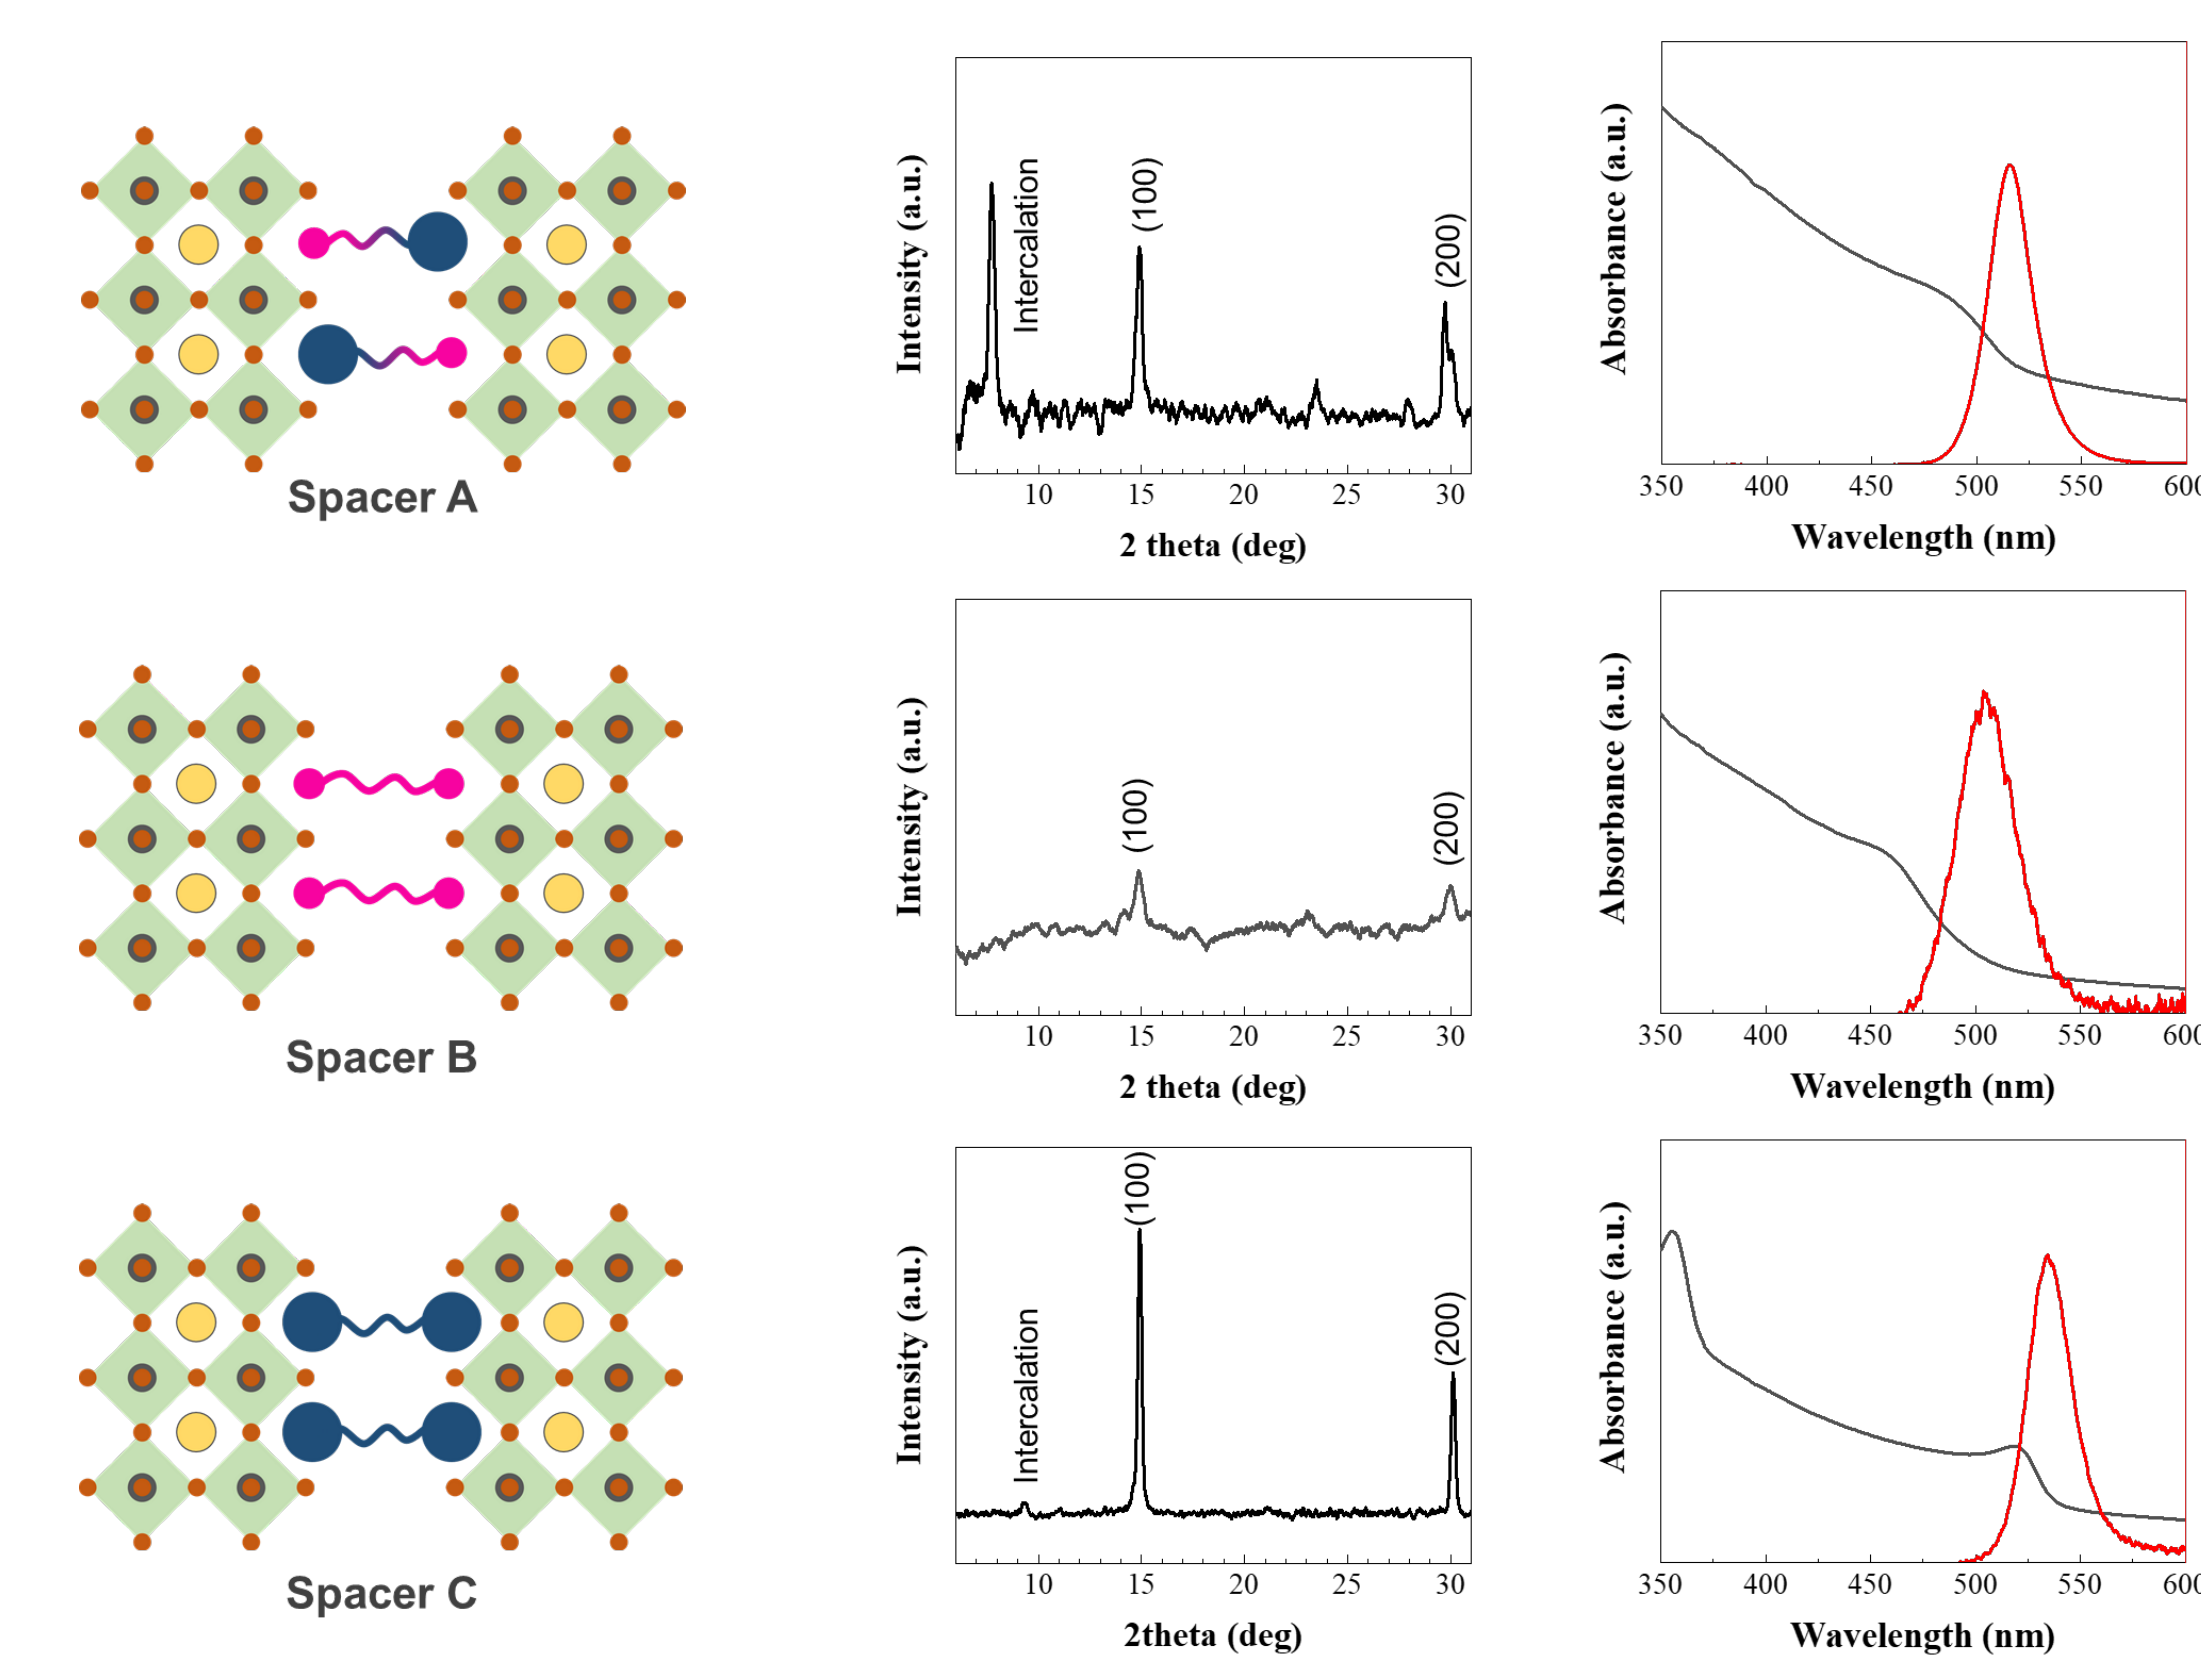 Spacer A
Intensity (a.u.)
Intercalation
(100)
(200)
10 15 20 25 30
2 theta (deg)
Absorbance (a.u.)
350 400 450 500 550 600
Wavelength (nm)
Spacer B
Intensity (a.u.)
(100)
(200)
10 15 20 25 30
2 theta (deg)
Absorbance (a.u.)
350 400 450 500 550 600
Wavelength (nm)
Spacer C
Intensity (a.u.)
Intercalation
(100)
(200)
10 15 20 25 30
2theta (deg)
Absorbance (a.u.)
350 400 450 500 550 600
Wavelength (nm)